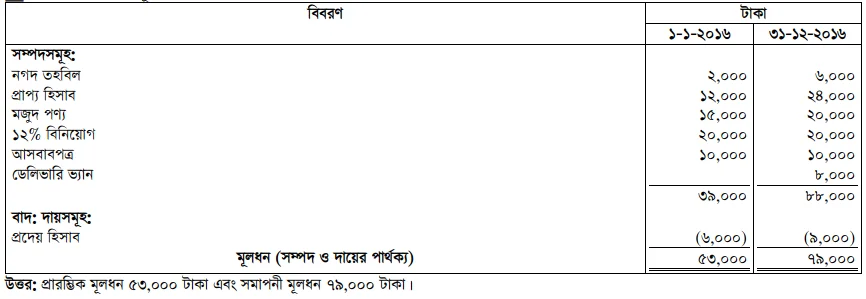 বিবরণ টাকা
১-১-২০১৬ ৩১-১২-২০১৬
সম্পদসমূহ:
নগদ তহবিল ২,০০০ ৬,০০০
প্রাপ্য হিসাব ১২,০০০ ২৪,০০০
মজুদ পণ্য ১৫,০০০ ২০,০০০
১২% বিনিয়োগ ২০,০০০ ২০,০০০
আসবাবপত্র ১০,০০০ ১০,০০০
ডেলিভারি ভ্যান ৮,০০০
৩৯,০০০ ৮৮,০০০
বাদ: দায়সমূহ:
প্রদেয় হিসাব (৬,০০০) (৯,০০০)
মূলধন (সম্পদ ও দায়ের পার্থক্য) ৫৩,০০০ ৭৯,০০০
উত্তর: প্রারম্ভিক মূলধন ৫৩,০০০ টাকা এবং সমাপনী মূলধন ৭৯,০০০ টাকা।